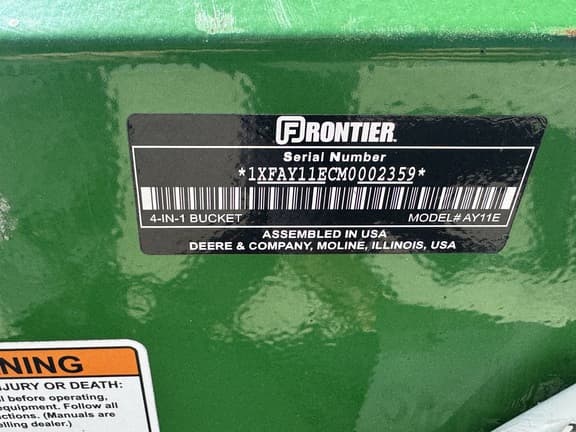 FRONTIER
Serial Number
*1XFAY11ECM0002359*
4-IN-1 BUCKET MODEL# AY11E
ASSEMBLED IN USA
DEERE & COMPANY, MOLINE, ILLINOIS, USA
NING
JURY OR DEATH:
l before operating,
equipment. Follow all
ctions. (Manuals are
elling dealer.)